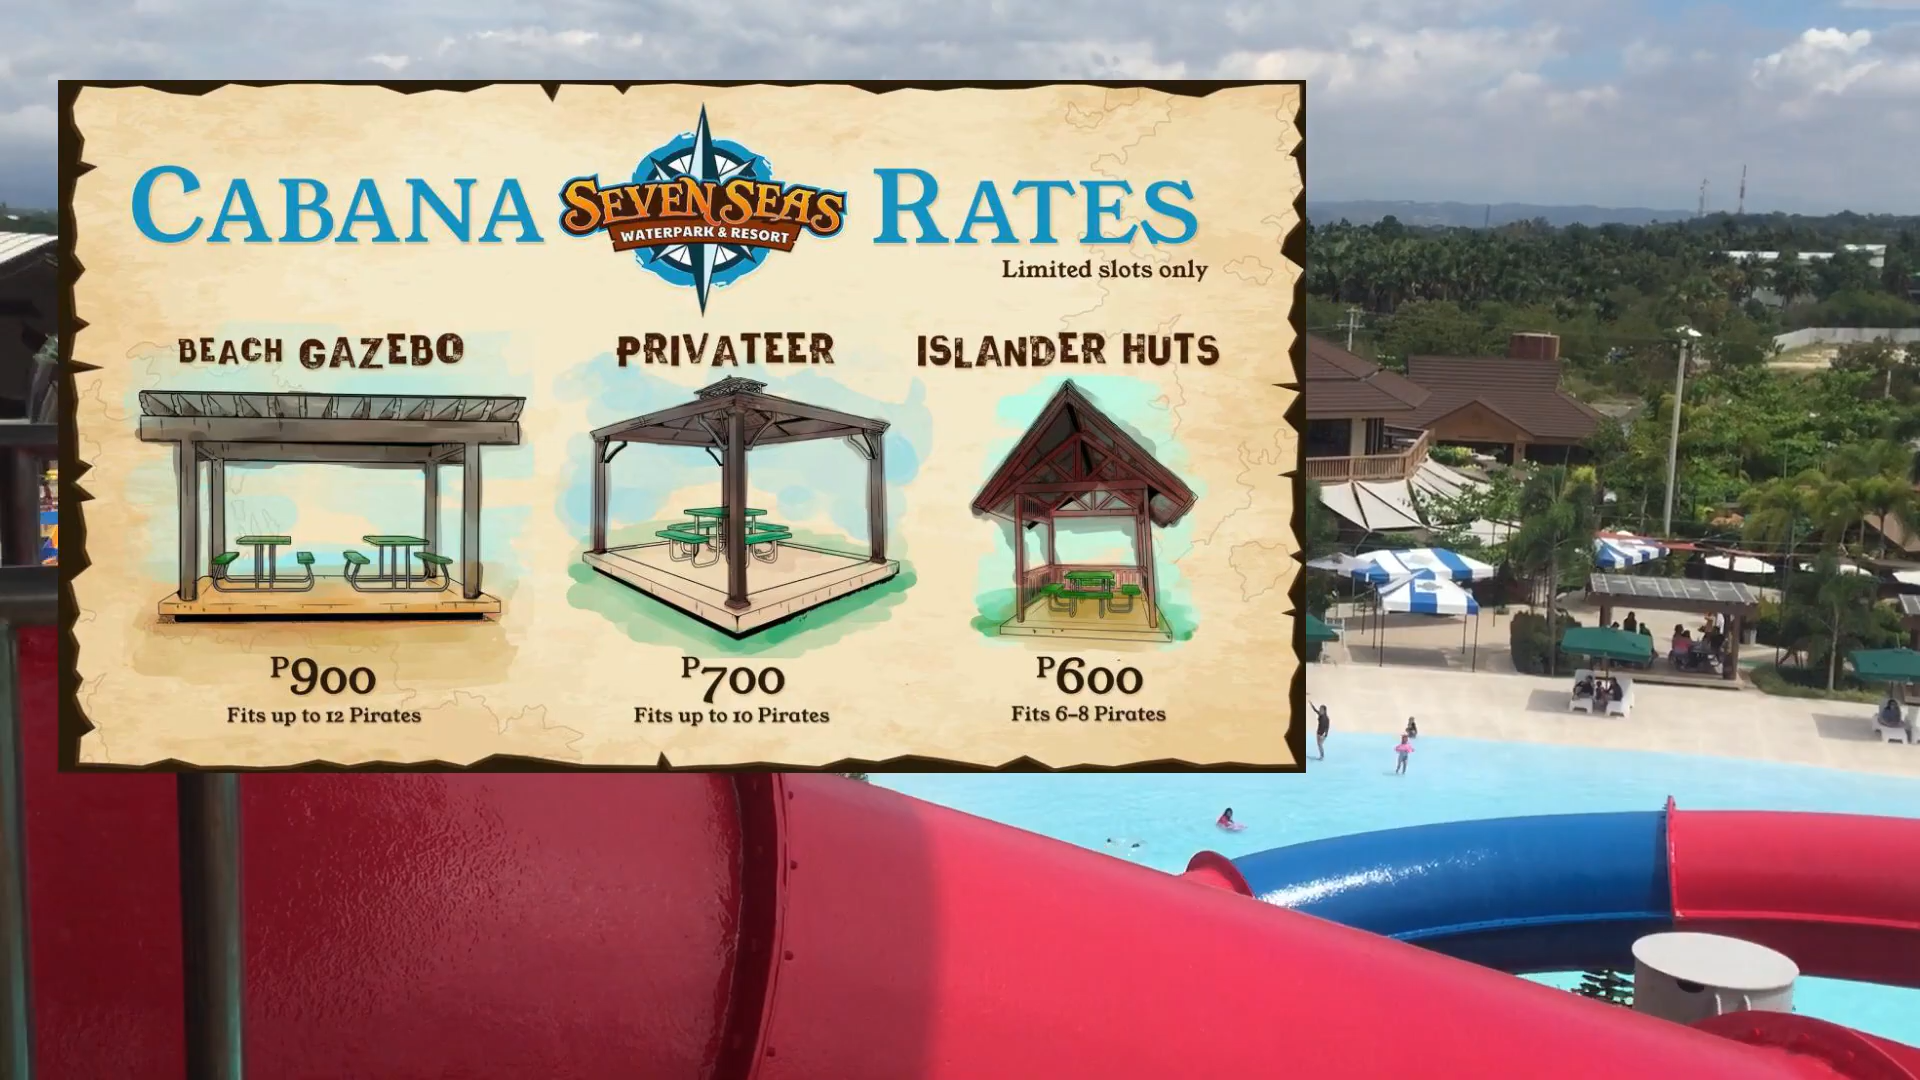 CABANA
SEVEN SEAS
WATERPARK & RESORT
RATES
Limited slots only
BEACH GAZEBO
P900
Fits up to 12 Pirates
PRIVATEER
P700
Fits up to 10 Pirates
ISLANDER HUTS
P600
Fits 6-8 Pirates